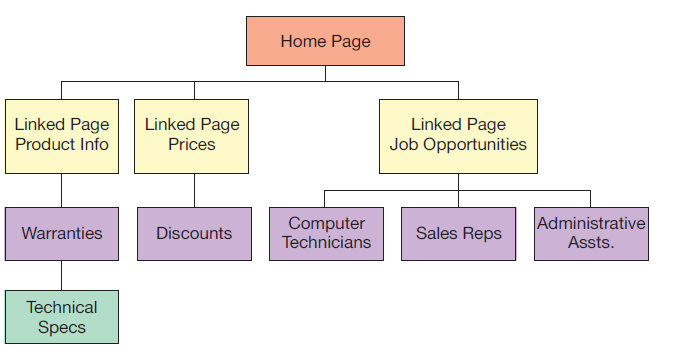 Home Page
Linked Page
Product Info
Linked Page
Prices
Linked Page
Job Opportunities
Warranties
Discounts
Computer
Technicians
Sales Reps
Administrative
Assts.
Technical
Specs